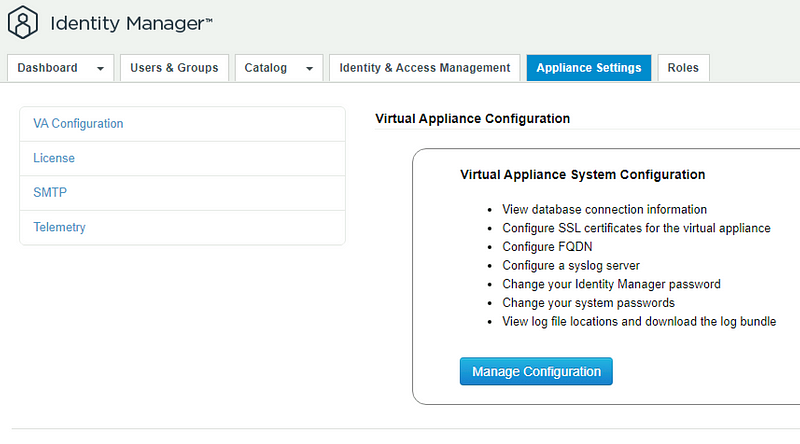 Identity Manager™
Dashboard Users & Groups Catalog Identity & Access Management Appliance Settings Roles
VA Configuration
License
SMTP
Telemetry
Virtual Appliance Configuration
Virtual Appliance System Configuration
• View database connection information
• Configure SSL certificates for the virtual appliance
• Configure FQDN
• Configure a syslog server
• Change your Identity Manager password
• Change your system passwords
• View log file locations and download the log bundle
Manage Configuration